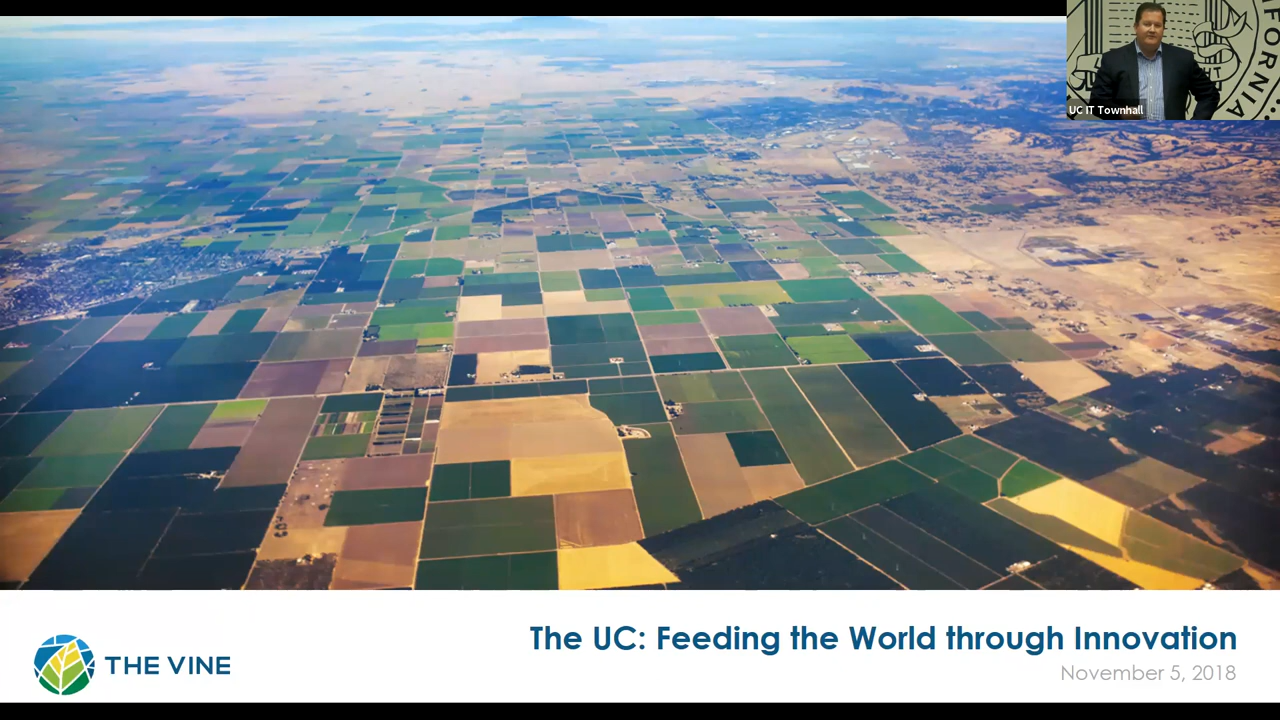 UC IT Townhall
The UC: Feeding the World through Innovation
November 5, 2018
THE VINE